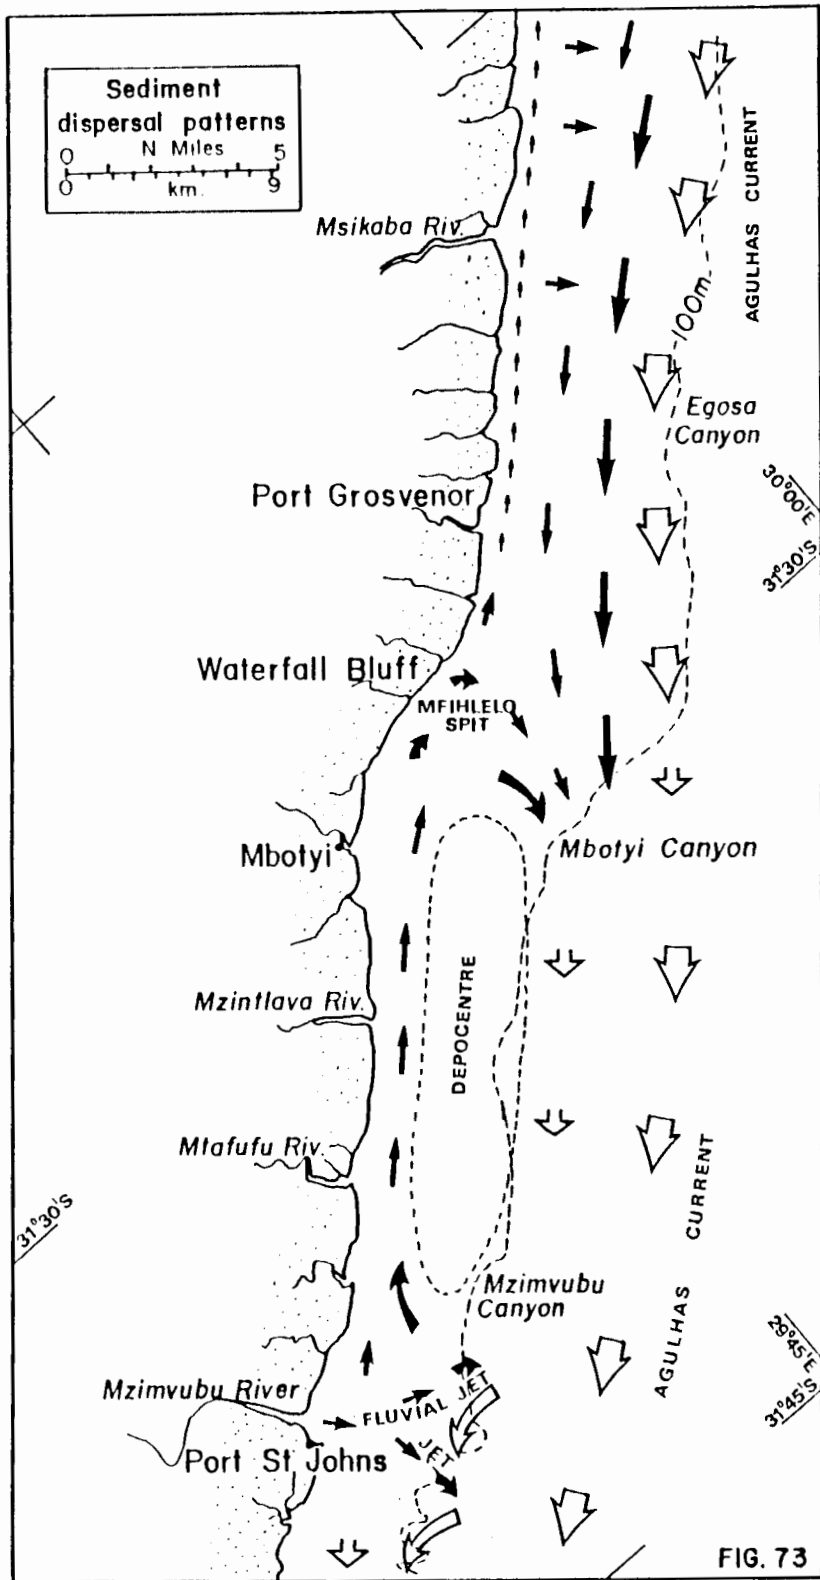 Sediment
dispersal patterns
0 N Miles 5
0 km. 9
AGULHAS CURRENT
Msikaba Riv.
100m
Egosa
Canyon
Port Grosvenor
30°00'E
31°30'S
Waterfall Bluff
MFIHLELO
SPIT
Mbotyi
Mbotyi Canyon
DEPOCENTRE
Mzintlava Riv.
Mtafufu Riv.
31°30'S
AGULHAS CURRENT
Mzimvubu
Canyon
29°45'E
31°45'S
Mzimvubu River
FLUVIAL JET
JET
Port St Johns
FIG. 73